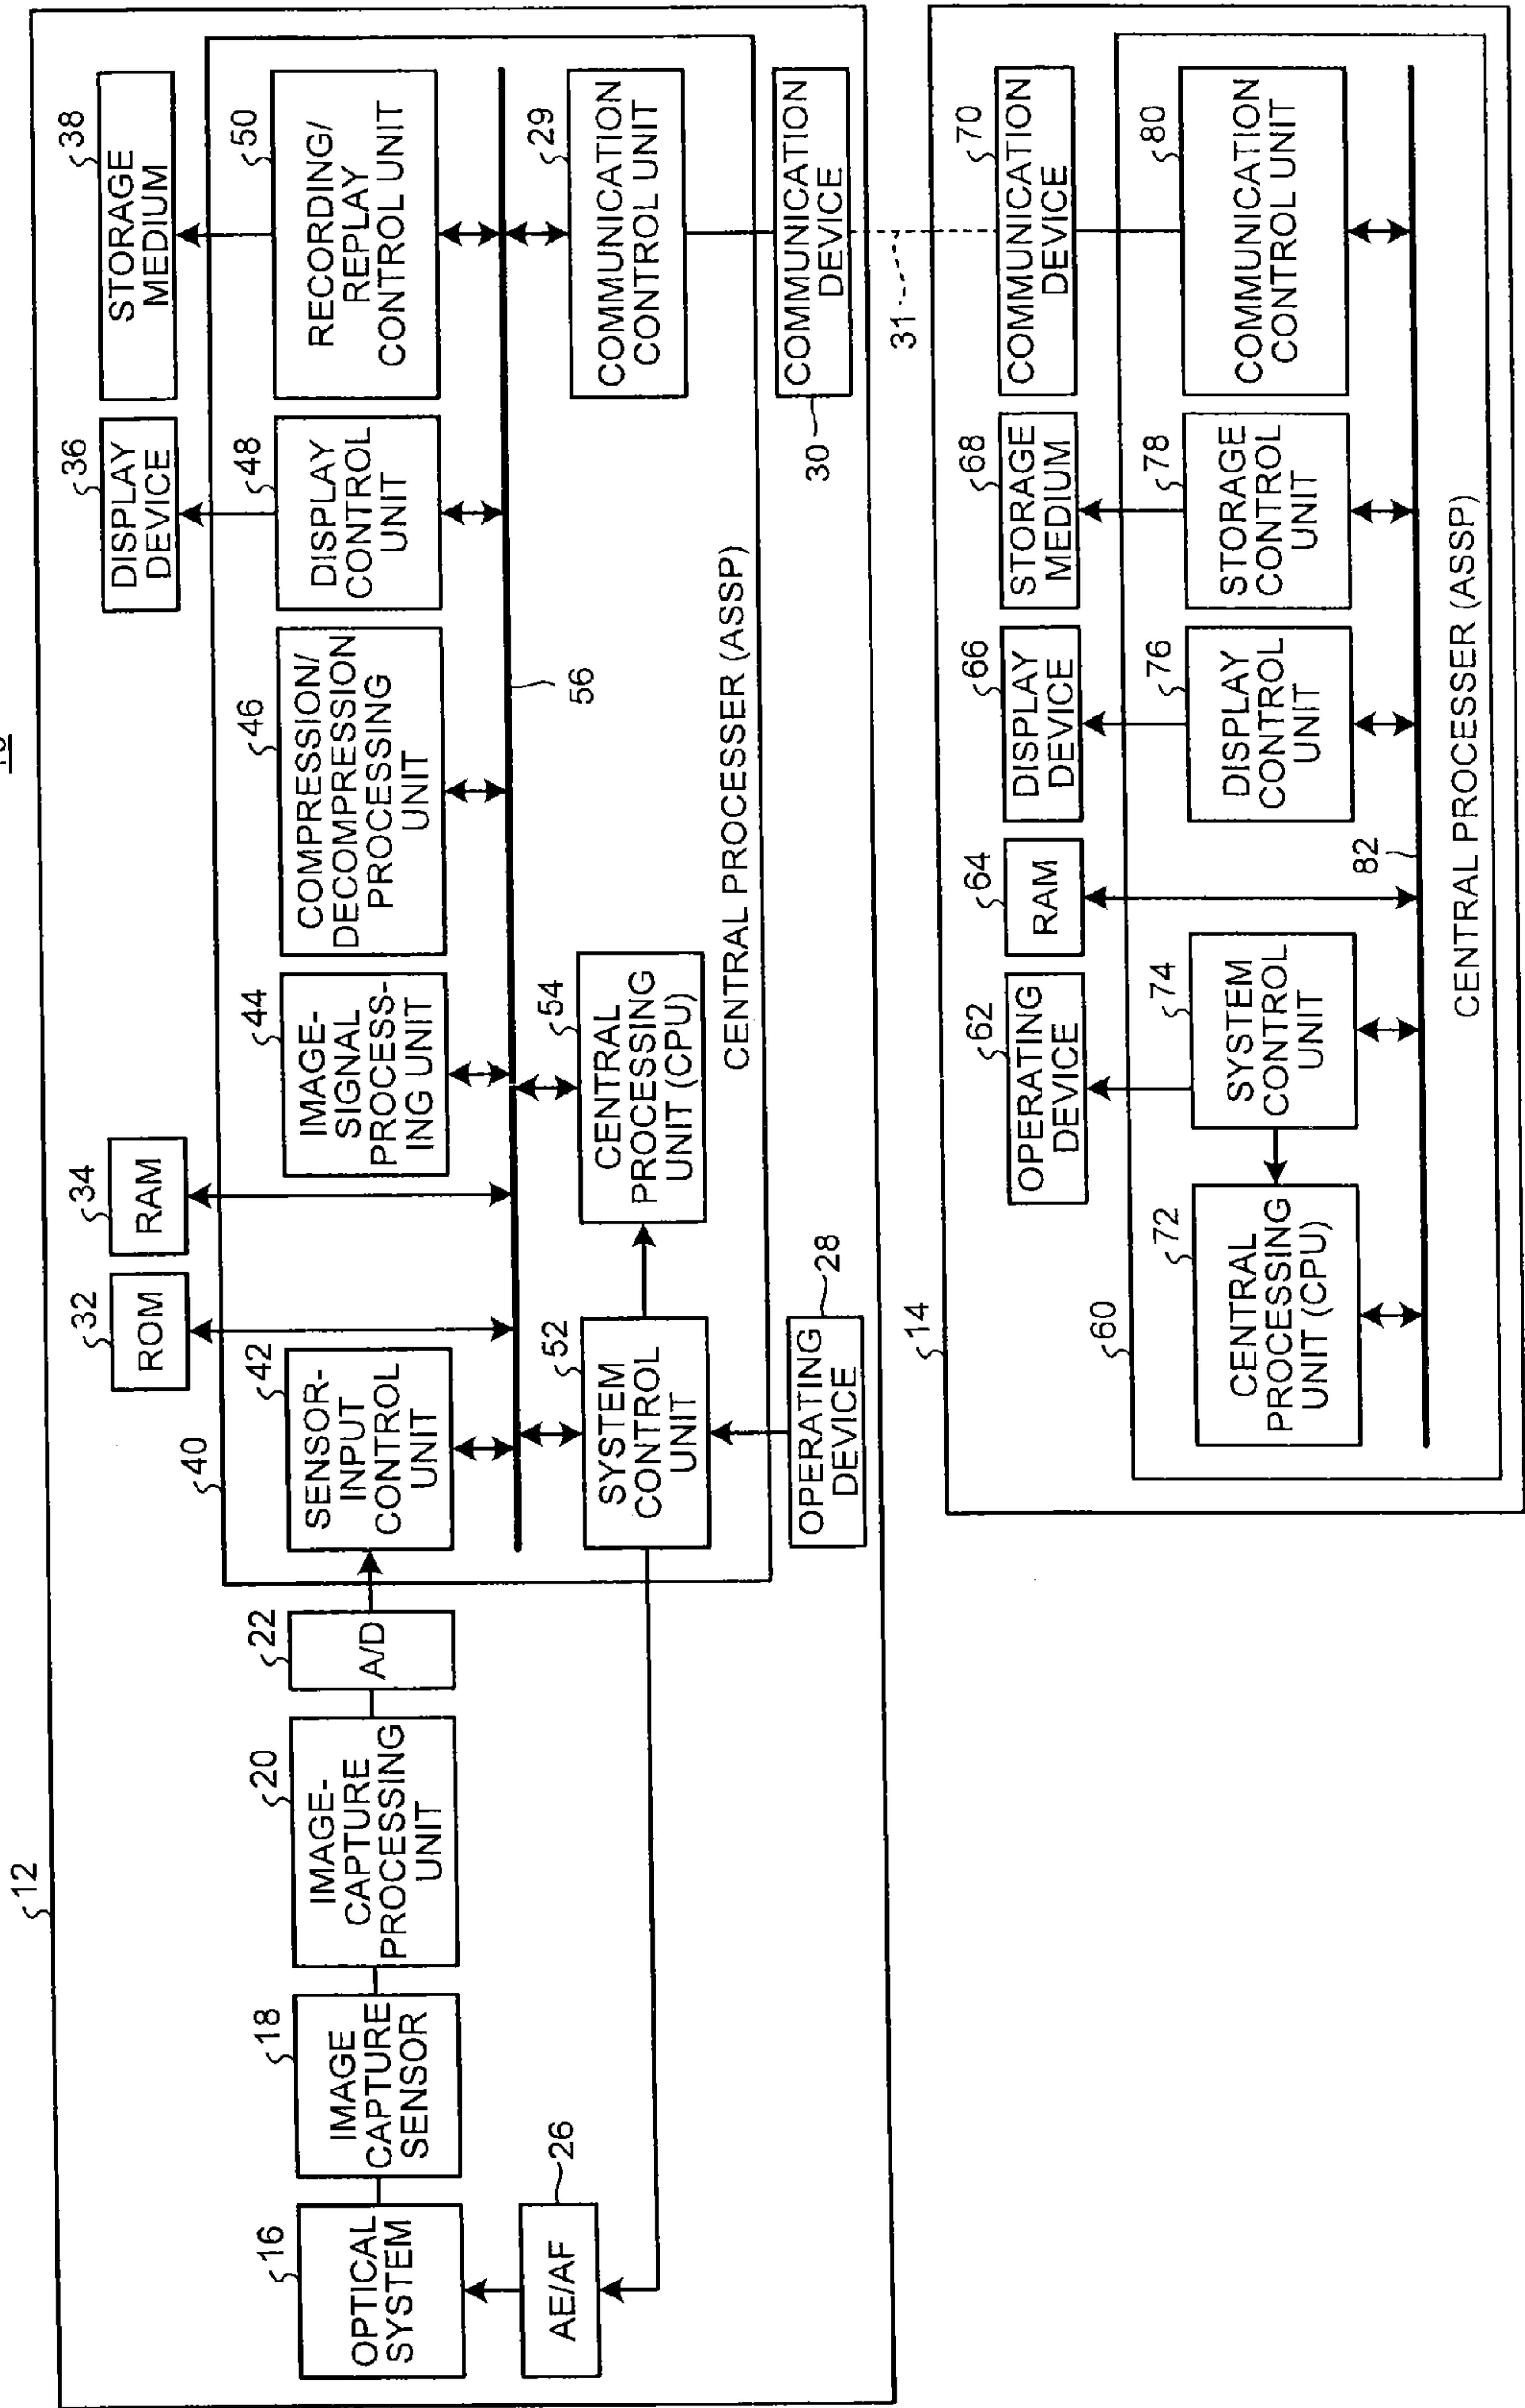 12
16
OPTICAL
SYSTEM
AE/AF
26
18
IMAGE
CAPTURE
SENSOR
20
IMAGE-
CAPTURE
PROCESSING
UNIT
22
A/D
40
42
SENSOR-
INPUT
CONTROL
UNIT
32
ROM
34
RAM
44
IMAGE-
SIGNAL
PROCESS-
ING UNIT
46
COMPRESSION/
DECOMPRESSION
PROCESSING
UNIT
36
DISPLAY
DEVICE
48
DISPLAY
CONTROL
UNIT
38
STORAGE
MEDIUM
50
RECORDING/
REPLAY
CONTROL UNIT
56
52
SYSTEM
CONTROL
UNIT
54
CENTRAL
PROCESSING
UNIT (CPU)
29
COMMUNICATION
CONTROL UNIT
CENTRAL PROCESSER (ASSP)
OPERATING
DEVICE
28
COMMUNICATION
DEVICE
30
31
14
60
62
OPERATING
DEVICE
64
RAM
66
DISPLAY
DEVICE
68
STORAGE
MEDIUM
70
COMMUNICATION
DEVICE
72
CENTRAL
PROCESSING
UNIT (CPU)
74
SYSTEM
CONTROL
UNIT
76
DISPLAY
CONTROL
UNIT
78
STORAGE
CONTROL
UNIT
80
COMMUNICATION
CONTROL UNIT
82
CENTRAL PROCESSER (ASSP)